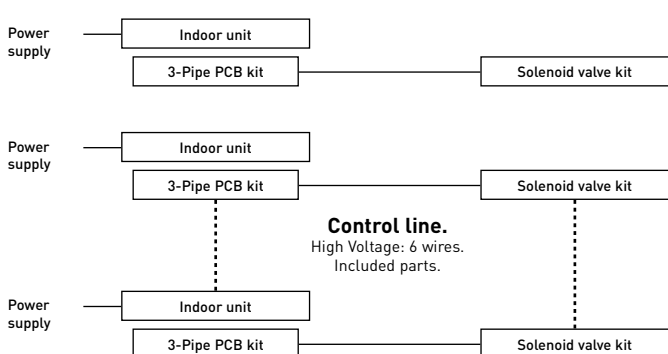 Power
supply
Indoor unit
3-Pipe PCB kit
Solenoid valve kit
Power
supply
Indoor unit
3-Pipe PCB kit
Solenoid valve kit
Control line.
High Voltage: 6 wires.
Included parts.
Power
supply
Indoor unit
3-Pipe PCB kit
Solenoid valve kit